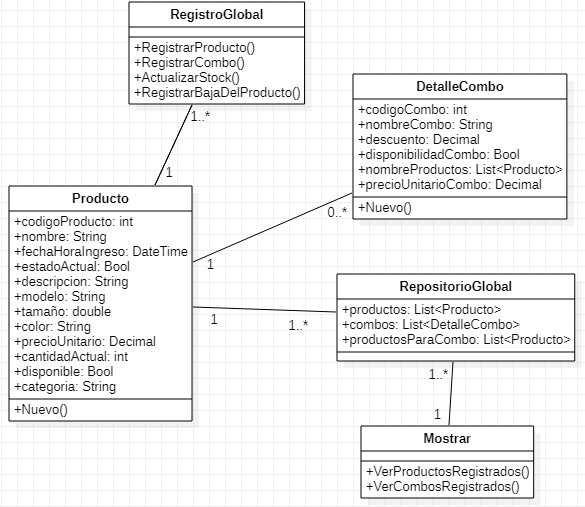 RegistroGlobal
+RegistrarProducto()
+RegistrarCombo()
+ActualizarStock()
+RegistrarBajaDelProducto()
1..*
1
DetalleCombo
+codigoCombo: int
+nombreCombo: String
+descuento: Decimal
+disponibilidadCombo: Bool
+nombreProductos: List<Producto>
+precioUnitarioCombo: Decimal
+Nuevo()
0..*
1
Producto
+codigoProducto: int
+nombre: String
+fechaHoraIngreso: DateTime
+estadoActual: Bool
+descripcion: String
+modelo: String
+tamaño: double
+color: String
+precioUnitario: Decimal
+cantidadActual: int
+disponible: Bool
+categoria: String
+Nuevo()
1
1..*
RepositorioGlobal
+productos: List<Producto>
+combos: List<DetalleCombo>
+productosParaCombo: List<Producto>
1..*
1
Mostrar
+VerProductosRegistrados()
+VerCombosRegistrados()